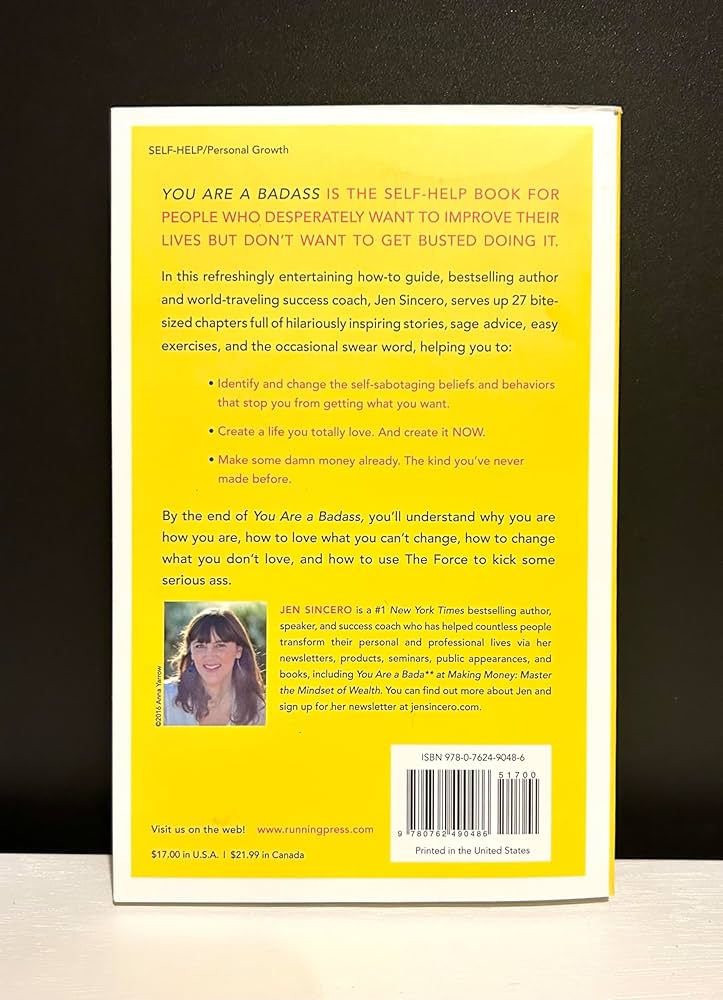 SELF-HELP/Personal Growth
YOU ARE A BADASS IS THE SELF-HELP BOOK FOR
PEOPLE WHO DESPERATELY WANT TO IMPROVE THEIR
LIVES BUT DON'T WANT TO GET BUSTED DOING IT.
In this refreshingly entertaining how-to guide, bestselling author
and world-traveling success coach, Jen Sincero, serves up 27 bite-
sized chapters full of hilariously inspiring stories, sage advice, easy
exercises, and the occasional swear word, helping you to:
• Identify and change the self-sabotaging beliefs and behaviors
that stop you from getting what you want.
• Create a life you totally love. And create it NOW.
• Make some damn money already. The kind you've never
made before.
By the end of You Are a Badass, you'll understand why you are
how you are, how to love what you can't change, how to change
what you don't love, and how to use The Force to kick some
serious ass.
©2016 Anna Yarrow
JEN SINCERO is a #1 New York Times bestselling author,
speaker, and success coach who has helped countless people
transform their personal and professional lives via her
newsletters, products, seminars, public appearances, and
books, including You Are a Bada** at Making Money: Master
the Mindset of Wealth. You can find out more about Jen and
sign up for her newsletter at jensincero.com.
ISBN 978-0-7624-9048-6
51700
9 780762 490486
Printed in the United States
Visit us on the web! www.runningpress.com
$17.00 in U.S.A. | $21.99 in Canada